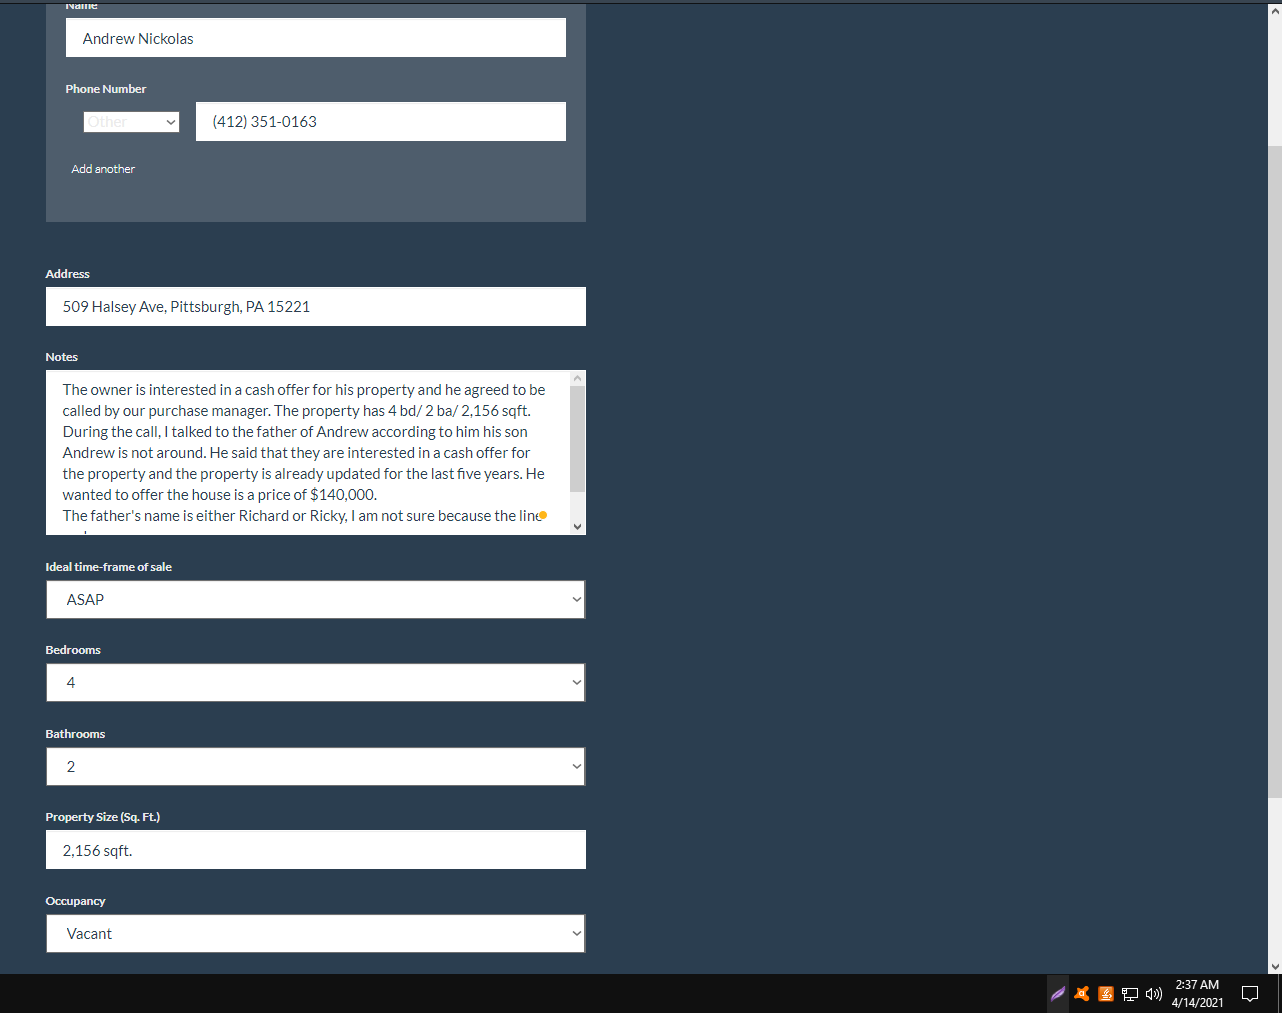 Name
Andrew Nickolas
Phone Number
Other
(412) 351-0163
Add another
Address
509 Halsey Ave, Pittsburgh, PA 15221
Notes
The owner is interested in a cash offer for his property and he agreed to be
called by our purchase manager. The property has 4 bd/ 2 ba/ 2,156 sqft.
During the call, I talked to the father of Andrew according to him his son
Andrew is not around. He said that they are interested in a cash offer for
the property and the property is already updated for the last five years. He
wanted to offer the house is a price of $140,000.
The father's name is either Richard or Ricky, I am not sure because the line
Ideal time-frame of sale
ASAP
Bedrooms
4
Bathrooms
2
Property Size (Sq. Ft.)
2,156 sqft.
Occupancy
Vacant
2:37 AM
4/14/2021